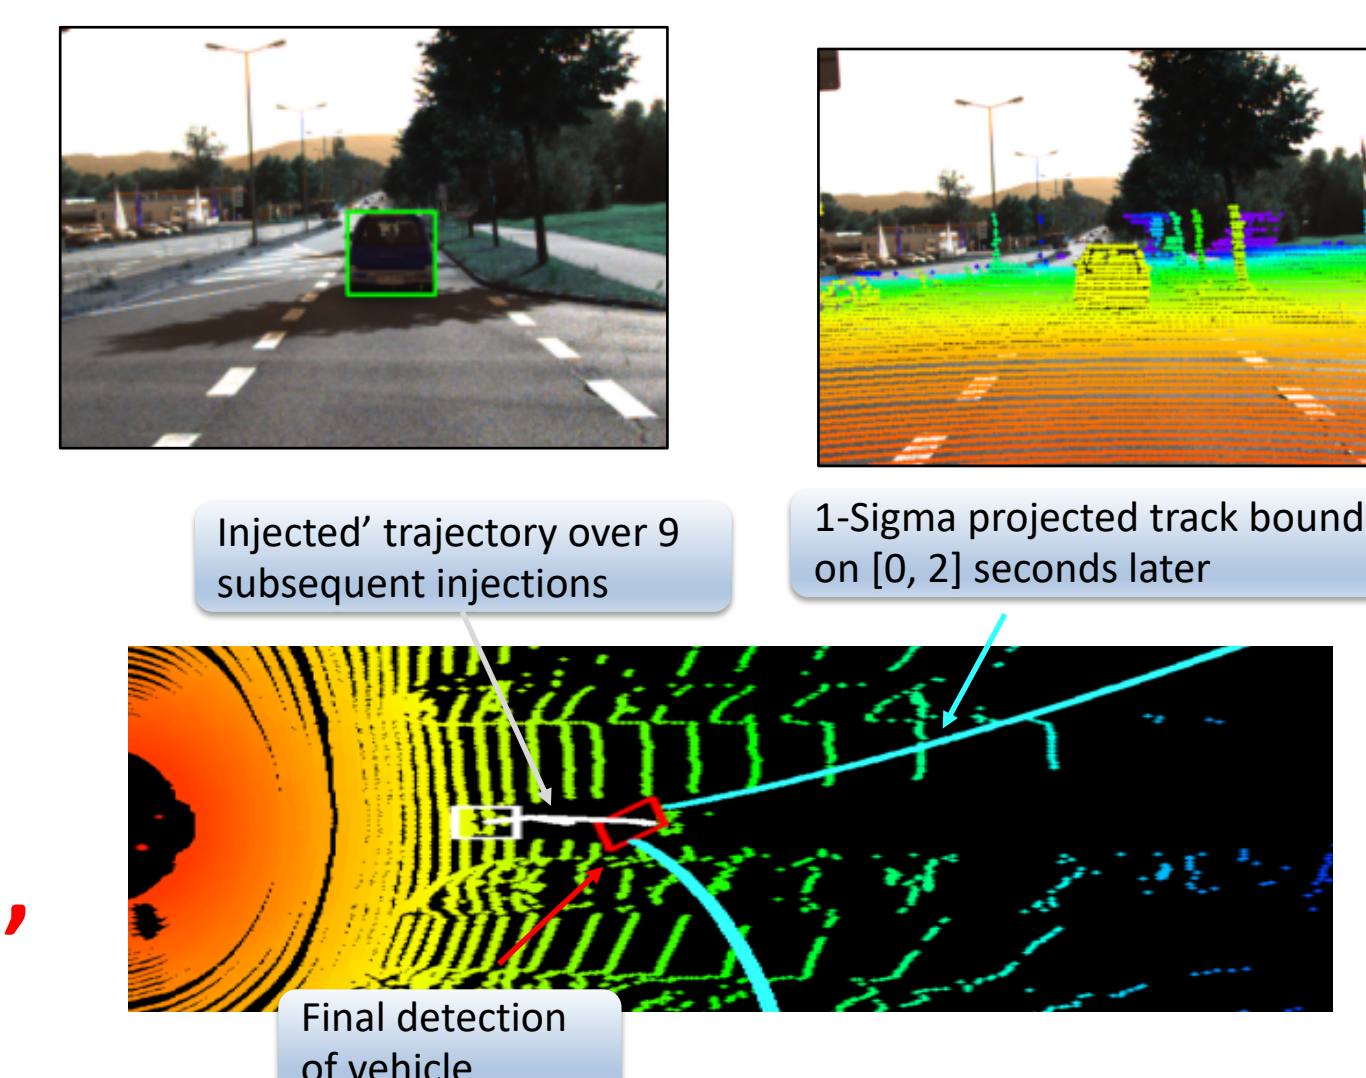 Injected’ trajectory over 9
subsequent injections
1-Sigma projected track bound
on [0, 2] seconds later
,
Final detection
of vehicle